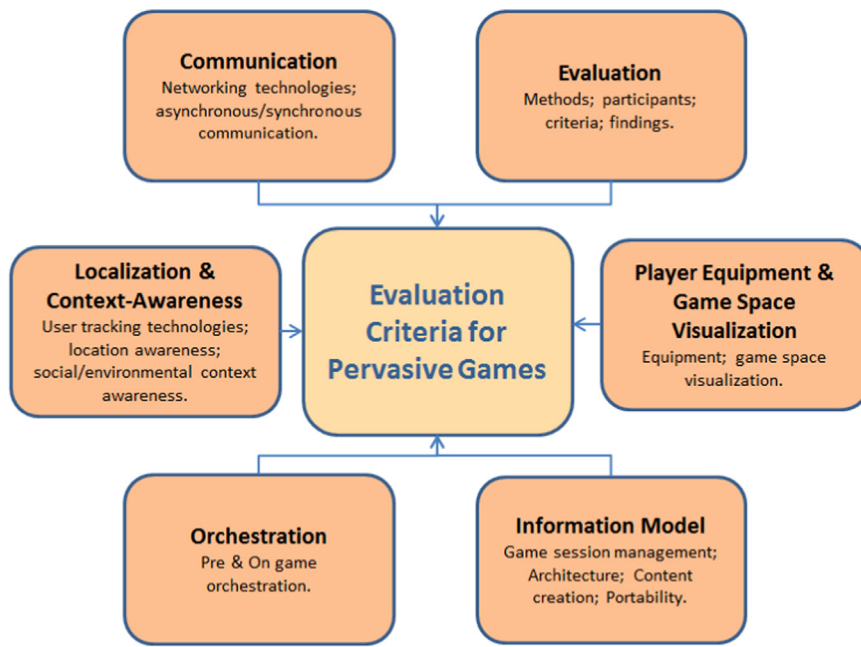 Communication
Networking technologies;
asynchronous/synchronous
communication.
Evaluation
Methods; participants;
criteria; findings.
Localization &
Context-Awareness
User tracking technologies;
location awareness;
social/environmental context
awareness.
Evaluation
Criteria for
Pervasive Games
Player Equipment &
Game Space
Visualization
Equipment; game space
visualization.
Orchestration
Pre & On game
orchestration.
Information Model
Game session management;
Architecture; Content
creation; Portability.